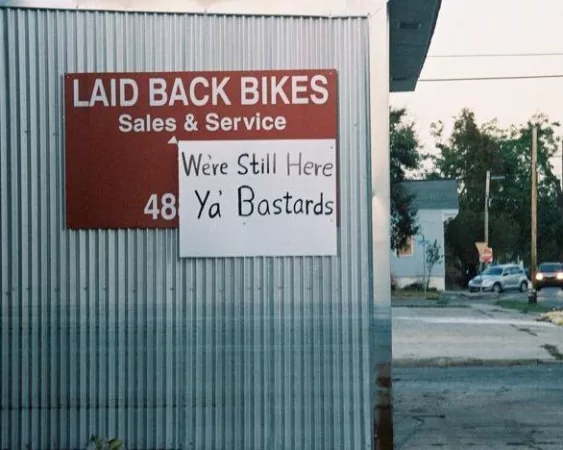 LAID BACK BIKES
Sales & Service
48
We're Still Here
Ya' Bastards